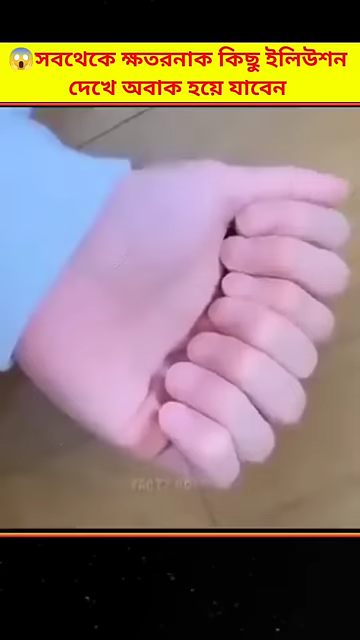 😱সবথেকে ক্ষতরনাক কিছু ইলিউশন
দেখে অবাক হয়ে যাবেন